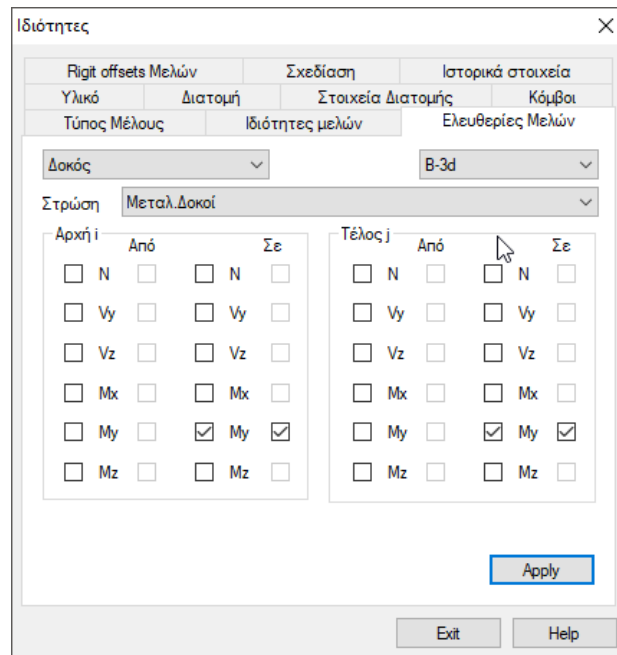 Ιδιότητες
Rigit offsets Μελών Σχεδίαση Ιστορικά στοιχεία
Υλικό Διατομή Στοιχεία Διατομής Κόμβοι
Τύπος Μέλους Ιδιότητες μελών Ελευθερίες Μελών
Δοκός B-3d
Στρώση Μεταλ.Δοκοί
Αρχή i Τέλος j
Από Σε Από Σε
N N N N
Vy Vy Vy Vy
Vz Vz Vz Vz
Mx Mx Mx Mx
My My My My
Mz Mz Mz Mz
Apply
Exit Help